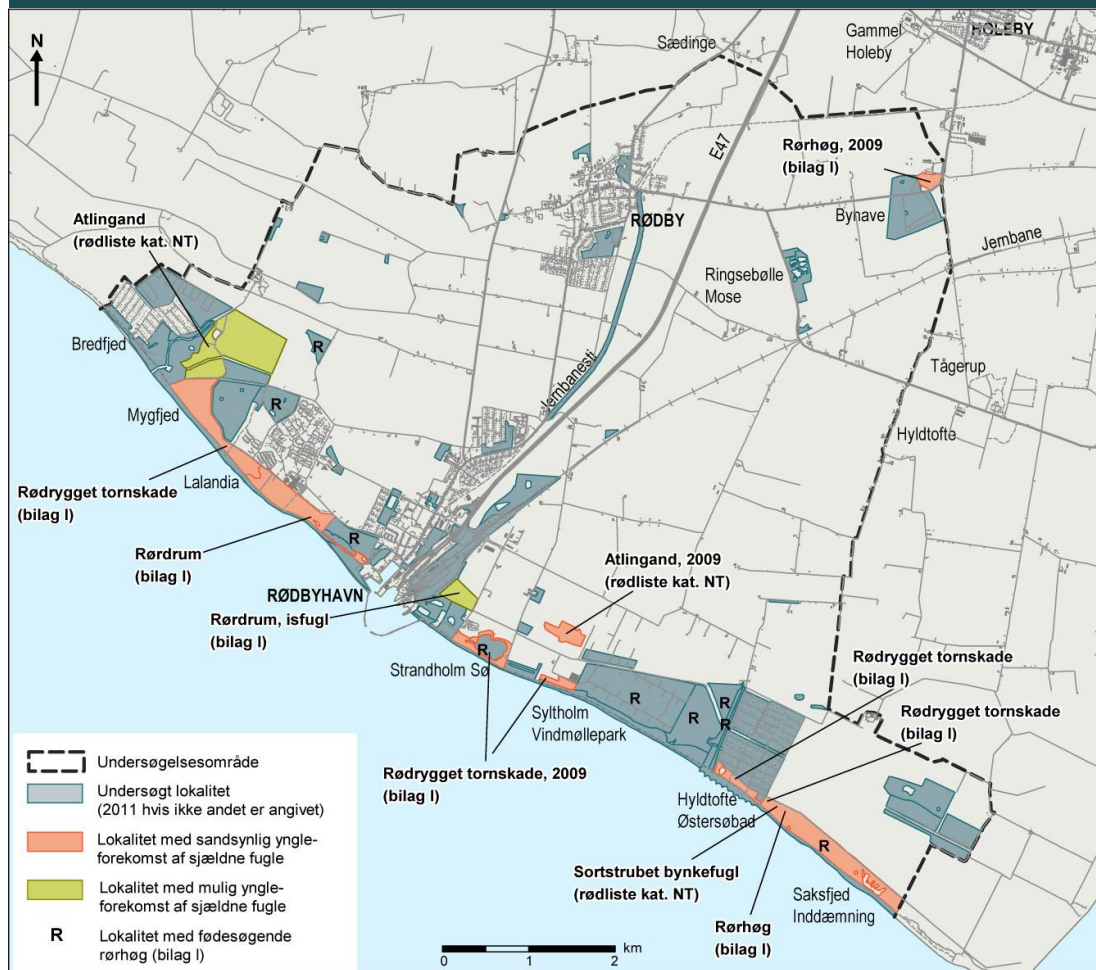 N
Sædinge
Gammel
Holeby
HOLEBY
E47
Rørhøg, 2009
(bilag I)
Atlingand
(rødliste kat. NT)
RØDBY
Byhave
Jernbane
Ringsebølle
Mose
Bredfjed
R
Tågerup
Jernbanesti
Mygfjed
R
Hyldtofte
Rødrygget tornskade
(bilag I)
Lalandia
Rørdrum
(bilag I)
R
Atlingand, 2009
(rødliste kat. NT)
RØDBYHAVN
Rørdrum, isfugl
(bilag I)
R
Strandholm Sø
Rødrygget tornskade
(bilag I)
Syltholm
Vindmøllepark
R
R
R
R
Rødrygget tornskade
(bilag I)
Rødrygget tornskade, 2009
(bilag I)
Hyldtofte
Østersøbad
Sortstrubet bynkefugl
(rødliste kat. NT)
R
Saksfjed
Inddæmning
Rørhøg
(bilag I)
Undersøgelsesområde
Undersøgt lokalitet
(2011 hvis ikke andet er angivet)
Lokalitet med sandsynlig yngle-
forekomst af sjældne fugle
Lokalitet med mulig yngle-
forekomst af sjældne fugle
R
Lokalitet med fødesøgende
rørhøg (bilag I)
km
0 1 2